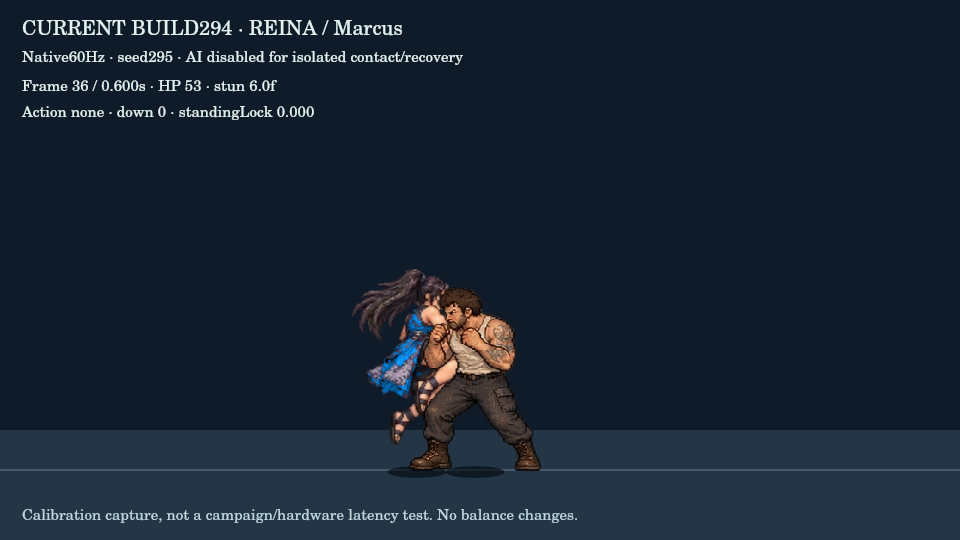 CURRENT BUILD294 · REINA / Marcus
Native60Hz · seed295 · AI disabled for isolated contact/recovery
Frame 36 / 0.600s · HP 53 · stun 6.0f
Action none · down 0 · standingLock 0.000
Calibration capture, not a campaign/hardware latency test. No balance changes.